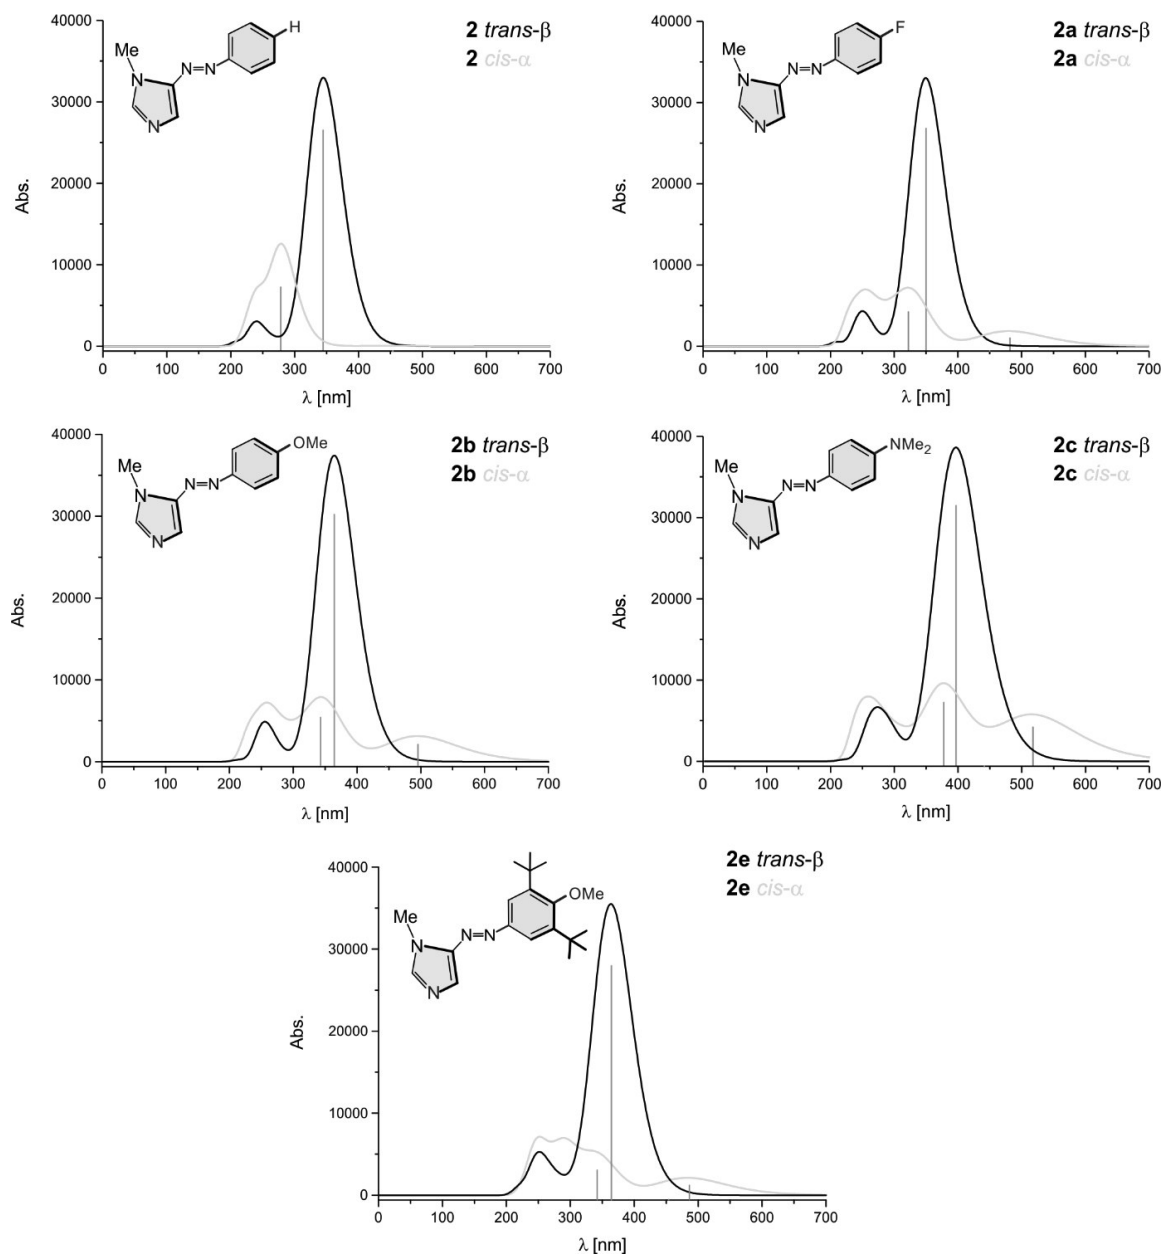 2 trans-β
2 cis-α
Me
N
N
N=N
H
Abs.
40000
30000
20000
10000
0
0 100 200 300 400 500 600 700
λ [nm]
2a trans-β
2a cis-α
Me
N
N
N=N
F
Abs.
40000
30000
20000
10000
0
0 100 200 300 400 500 600 700
λ [nm]
2b trans-β
2b cis-α
Me
N
N
N=N
OMe
Abs.
40000
30000
20000
10000
0
0 100 200 300 400 500 600 700
λ [nm]
2c trans-β
2c cis-α
Me
N
N
N=N
NMe₂
Abs.
40000
30000
20000
10000
0
0 100 200 300 400 500 600 700
λ [nm]
2e trans-β
2e cis-α
Me
N
N
N=N
OMe
Abs.
40000
30000
20000
10000
0
0 100 200 300 400 500 600 700
λ [nm]